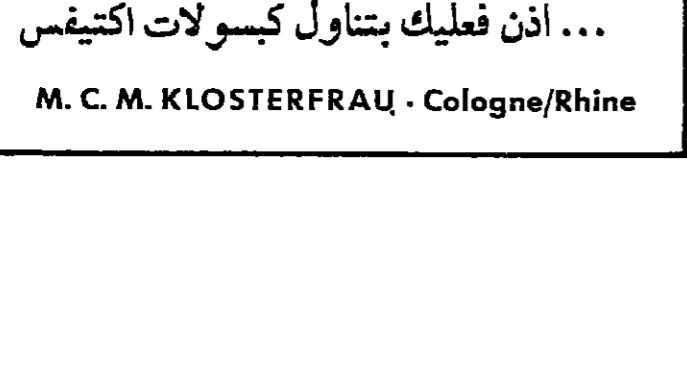 ... اذن فعليك بتناول كبسولات اكتيفس
M. C. M. KLOSTERFRAU · Cologne/Rhine